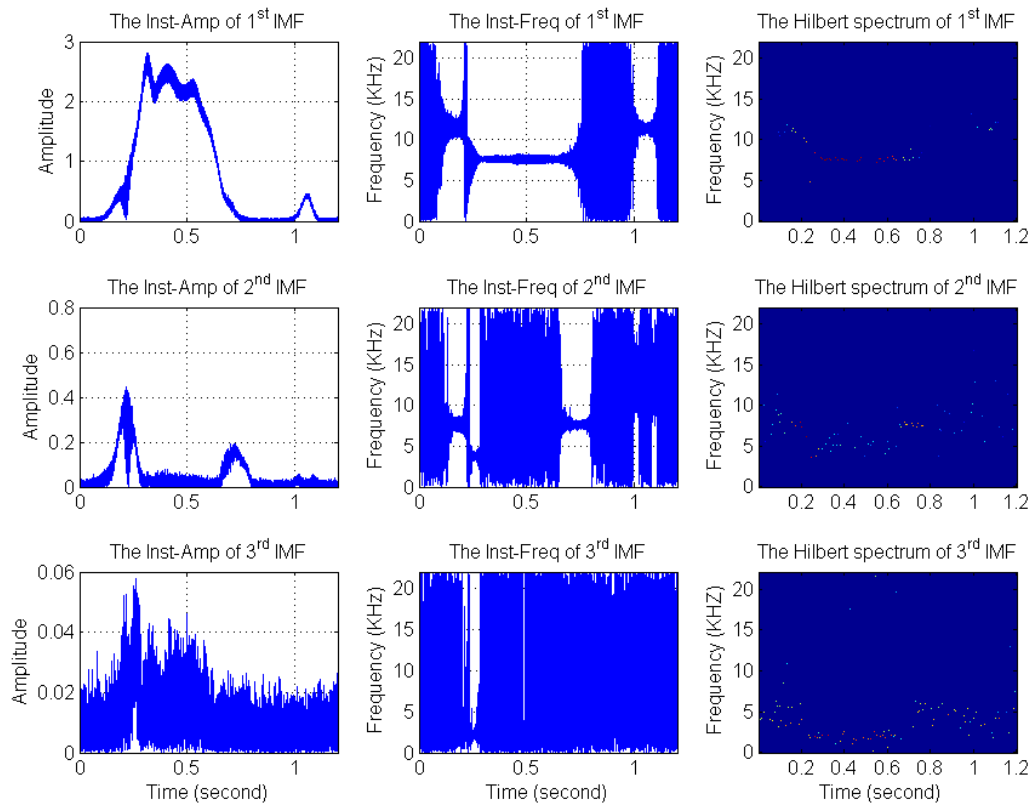 The Inst-Amp of 1st IMF
The Inst-Freq of 1st IMF
The Hilbert spectrum of 1st IMF
Amplitude
3
2
1
0
0
0.5
1
Frequency (KHz)
20
15
10
5
0
0
0.5
1
Frequency (KHZ)
20
15
10
5
0
0.2 0.4 0.6 0.8 1 1.2
The Inst-Amp of 2nd IMF
The Inst-Freq of 2nd IMF
The Hilbert spectrum of 2nd IMF
Amplitude
0.8
0.6
0.4
0.2
0
0
0.5
1
Frequency (KHz)
20
15
10
5
0
0
0.5
1
Frequency (KHZ)
20
15
10
5
0
0.2 0.4 0.6 0.8 1 1.2
The Inst-Amp of 3rd IMF
The Inst-Freq of 3rd IMF
The Hilbert spectrum of 3rd IMF
Amplitude
0.06
0.04
0.02
0
0
0.5
1
Time (second)
Frequency (KHz)
20
15
10
5
0
0
0.5
1
Time (second)
Frequency (KHZ)
20
15
10
5
0
0.2 0.4 0.6 0.8 1 1.2
Time (second)